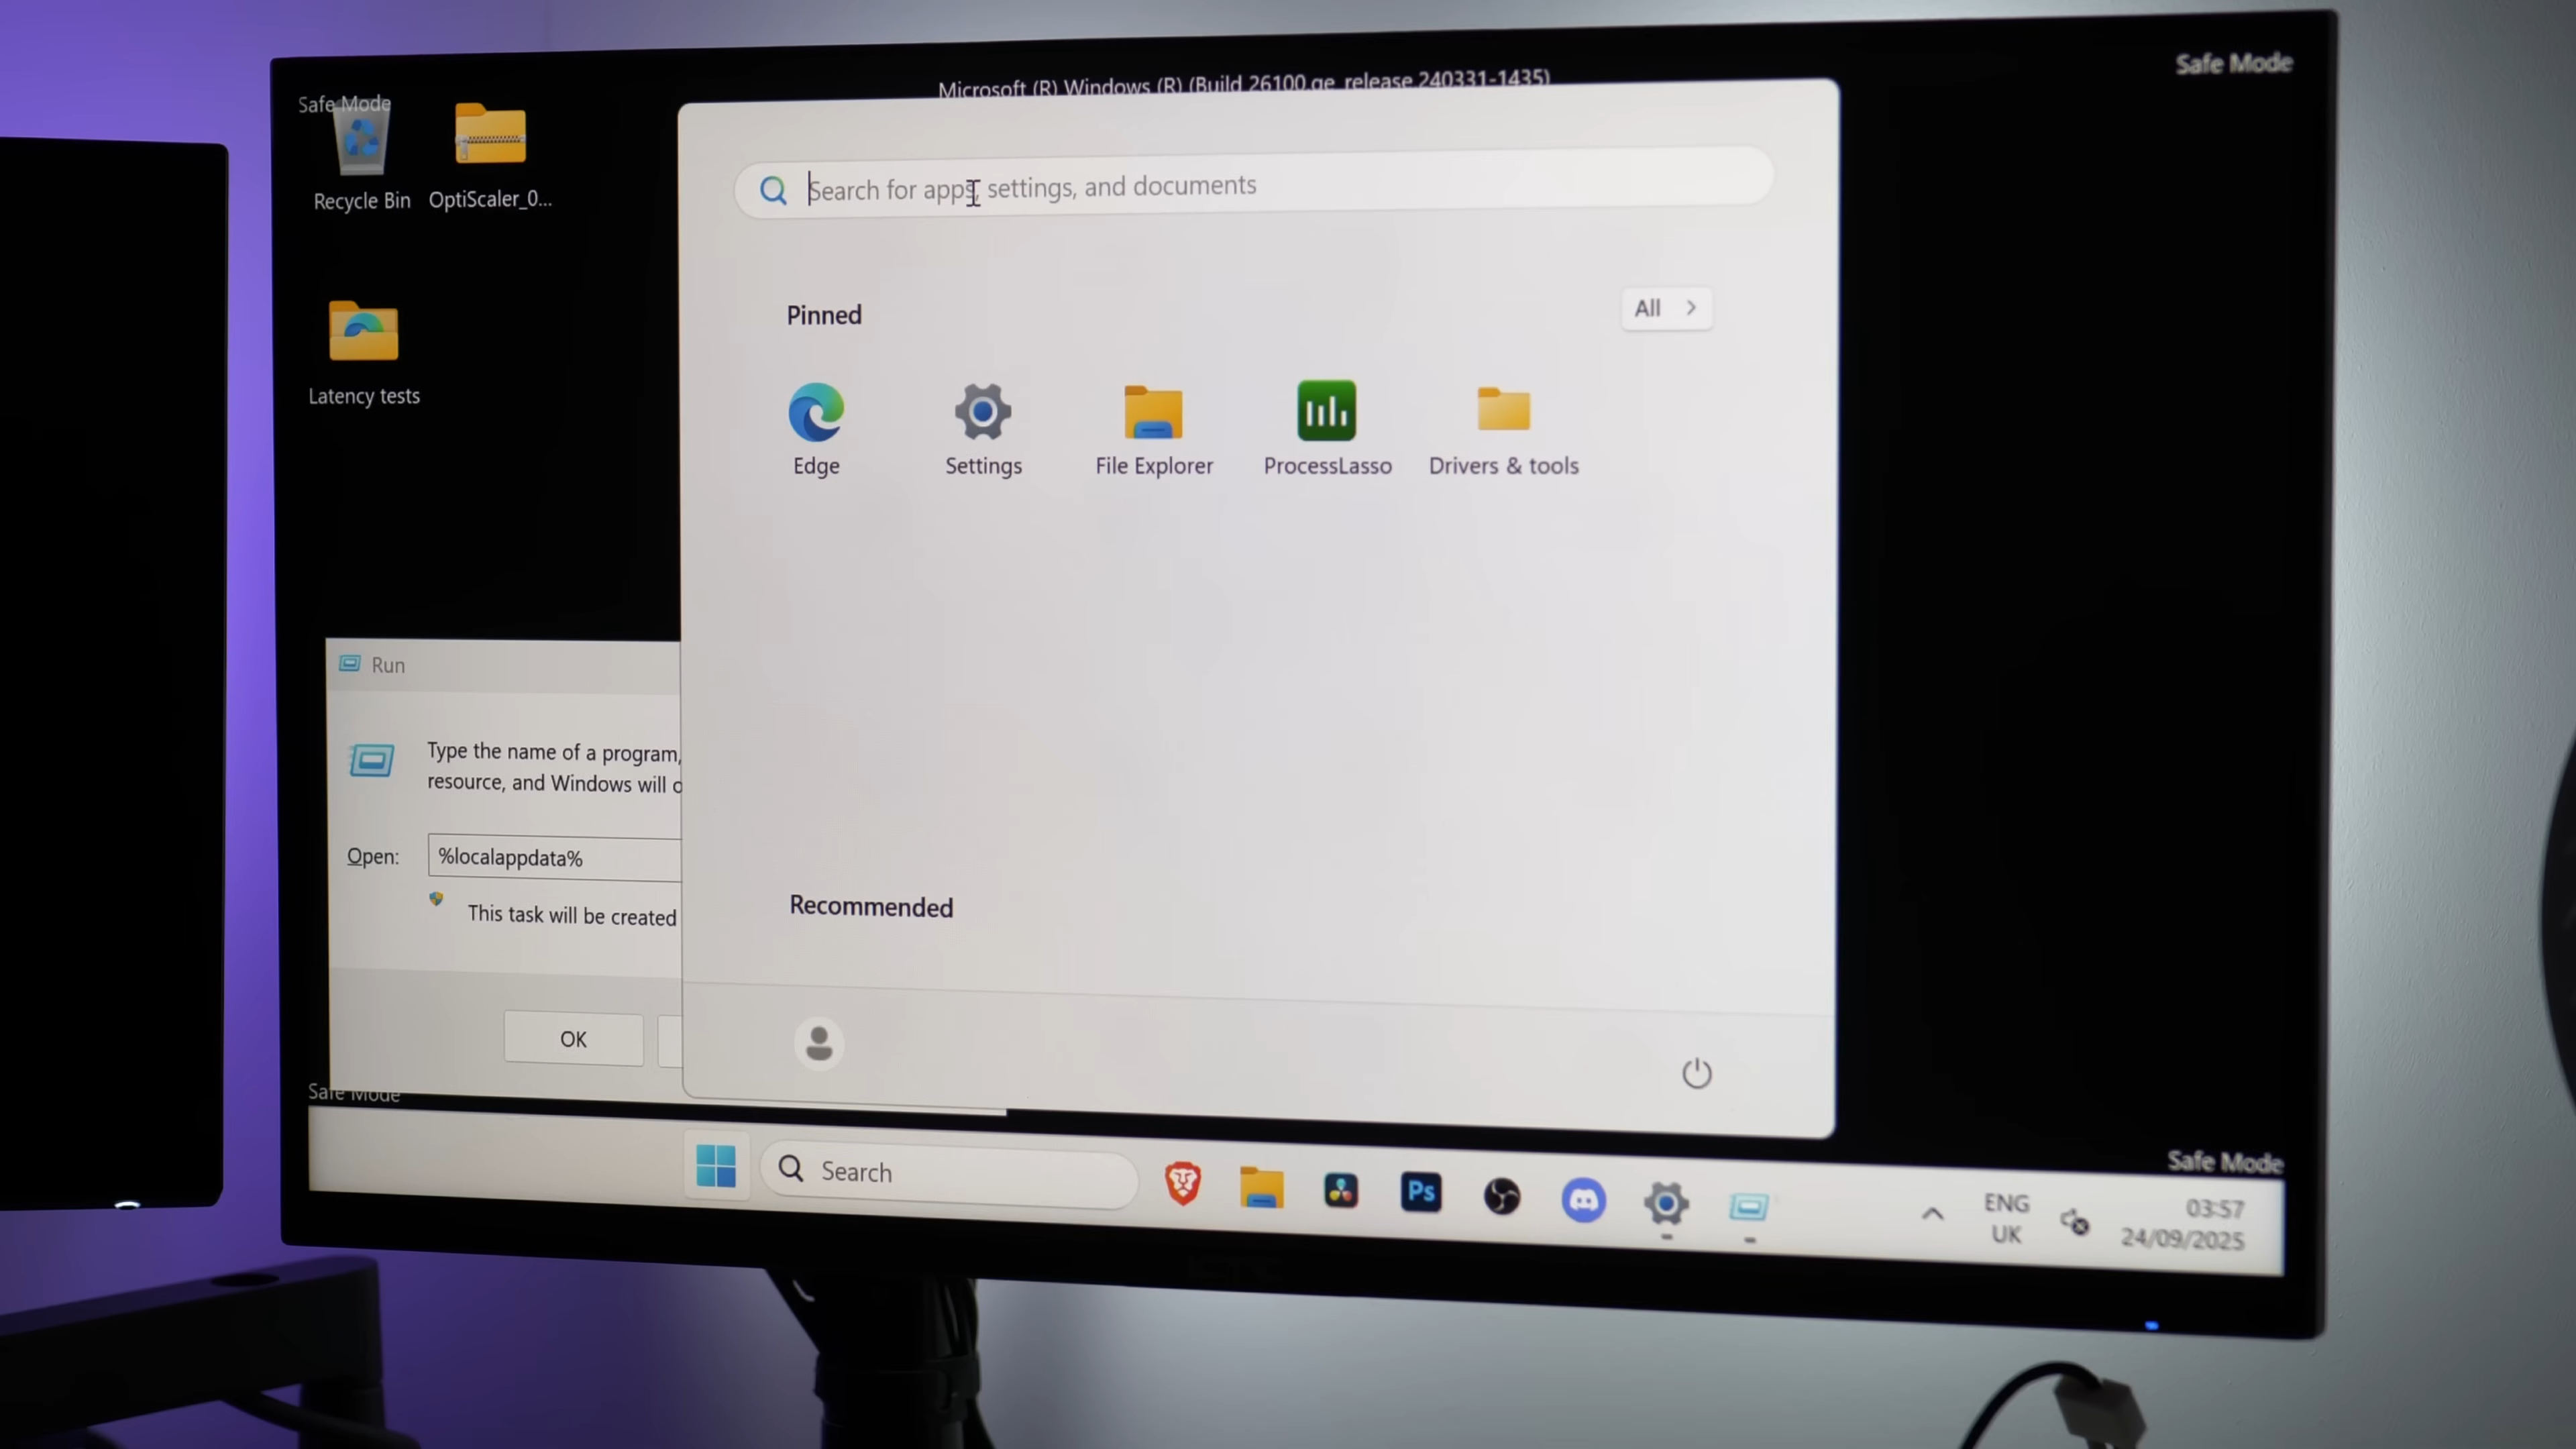 Microsoft (R) Windows (R) (Build 26100.ge_release.240331-1435)
Safe Mode
Safe Mode
Recycle Bin
OptiScaler_0...
Latency tests
Search for apps, settings, and documents
Pinned
All
Edge
Settings
File Explorer
ProcessLasso
Drivers & tools
Recommended
Run
Type the name of a program,
resource, and Windows will o
Open:
%localappdata%
This task will be created
OK
Safe Mode
Safe Mode
Search
Ps
ENG
UK
03:57
24/09/2025